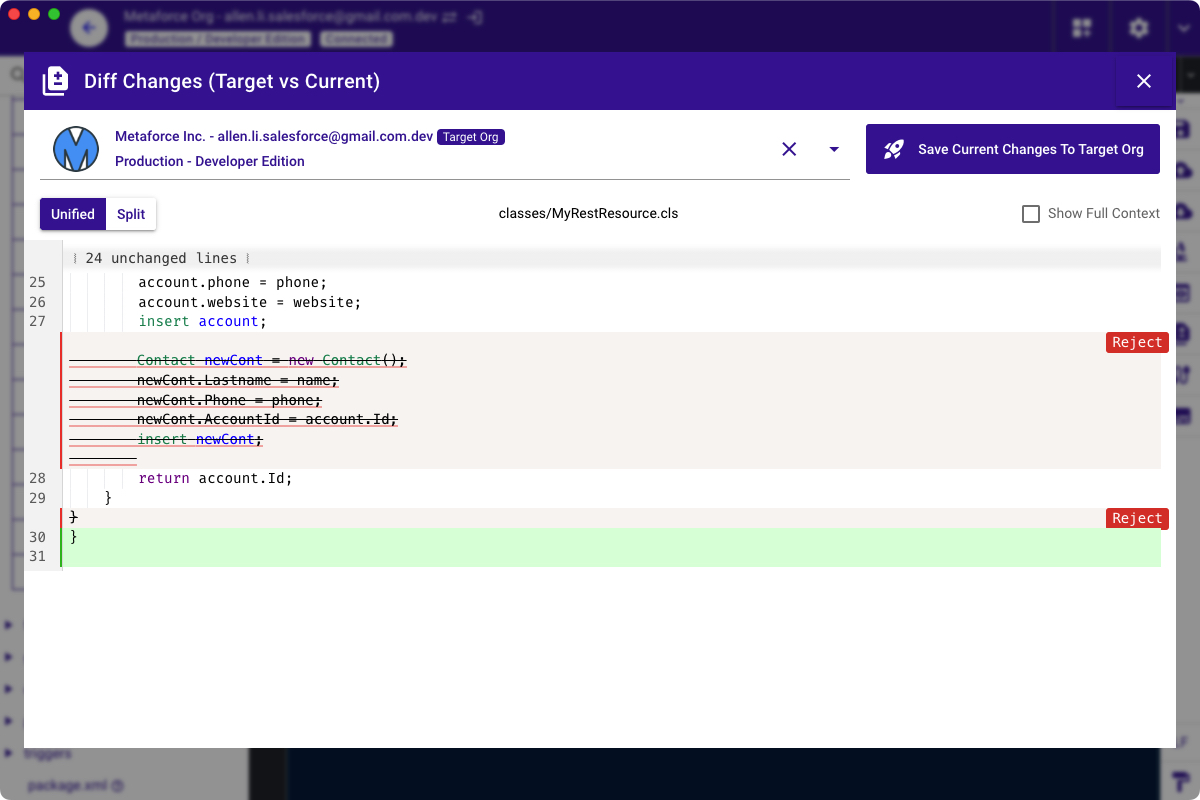 Metaforce Org - allen.li.salesforce@gmail.com.dev
Production / Developer Edition Connected
Diff Changes (Target vs Current)
Metaforce Inc. - allen.li.salesforce@gmail.com.dev Target Org
Production - Developer Edition
Save Current Changes To Target Org
Unified Split
classes/MyRestResource.cls
Show Full Context
24 unchanged lines
25 account.phone = phone;
26 account.website = website;
27 insert account;
Reject
Contact newCont = new Contact();
newCont.Lastname = name;
newCont.Phone = phone;
newCont.AccountId = account.Id;
insert newCont;
28 return account.Id;
29 }
} Reject
30 }
31
triggers
package.xml